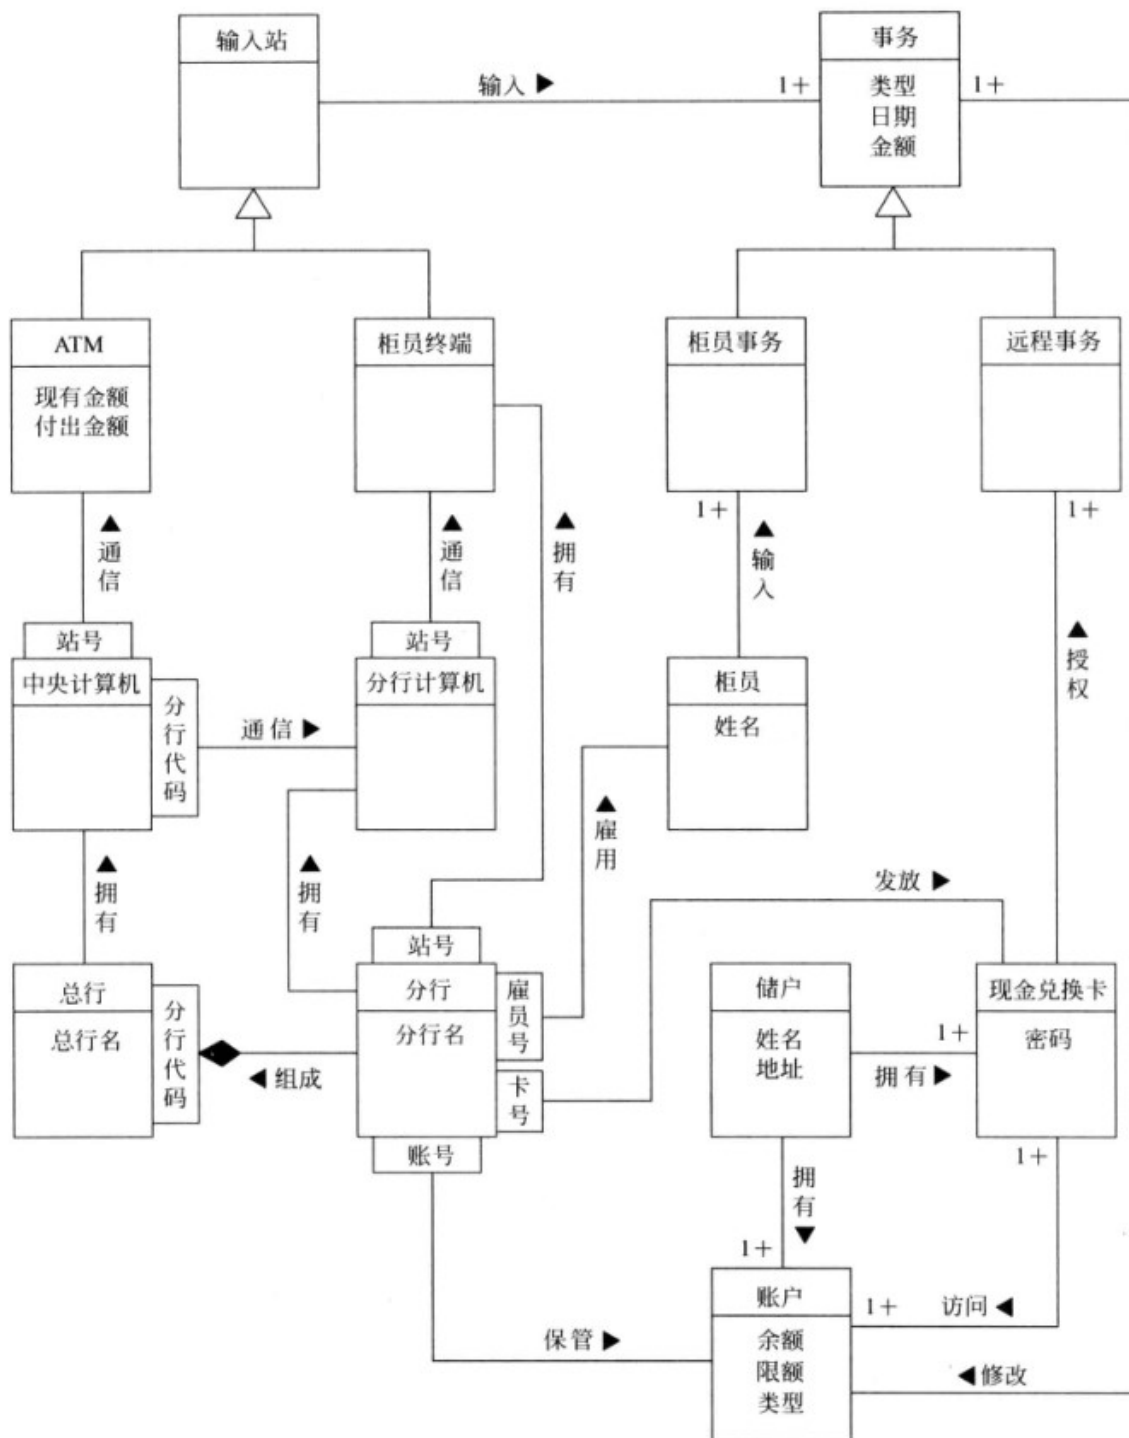 输入站
事务
输入 ▶
1+
1+
类型
日期
金额
ATM
柜员终端
柜员事务
远程事务
现有金额
付出金额
1+
1+
▲通信
▲通信
▲拥有
▲输入
▲授权
站号
站号
中央计算机
分行计算机
柜员
分行代码
通信 ▶
姓名
▲拥有
▲拥有
▲雇用
发放 ▶
站号
总行
分行代码
分行
雇员号
储户
现金兑换卡
总行名
分行名
姓名
地址
1+
密码
◀ 组成
卡号
拥有 ▶
账号
1+
拥有▼
1+
账户
1+
访问 ◀
保管 ▶
余额
限额
类型
◀ 修改